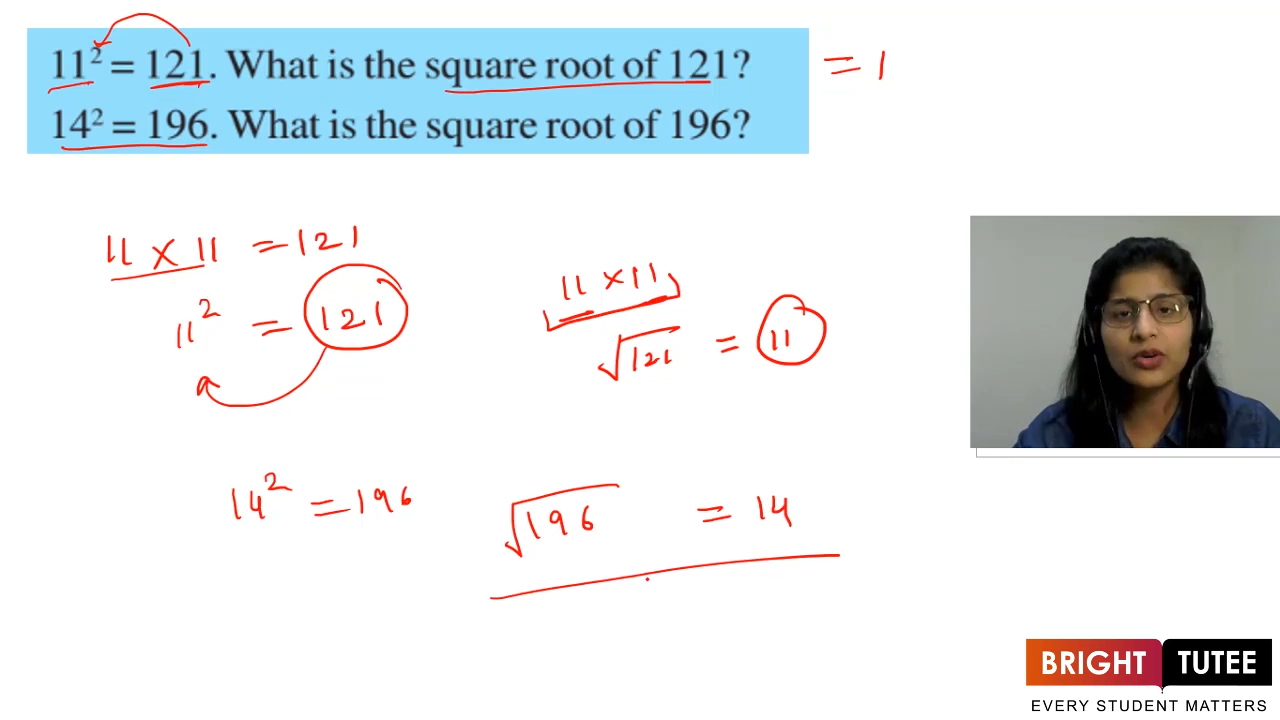 11² = 121. What is the square root of 121? = 1
14² = 196. What is the square root of 196?
11 × 11 = 121
11² = 121
11 × 11
√121 = 11
14² = 196
√196 = 14
BRIGHT TUTEE
EVERY STUDENT MATTERS